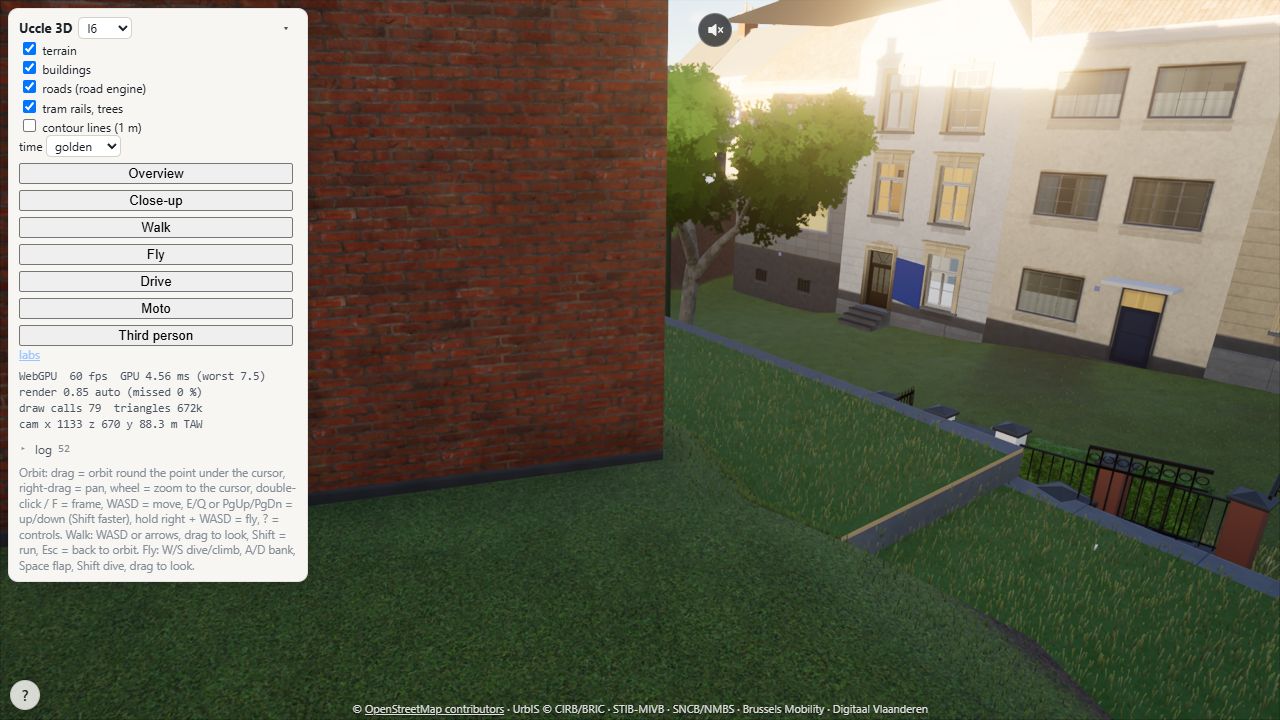 Uccle 3D l6
terrain
buildings
roads (road engine)
tram rails, trees
contour lines (1 m)
time golden
Overview
Close-up
Walk
Fly
Drive
Moto
Third person
labs
WebGPU 60 fps GPU 4.56 ms (worst 7.5)
render 0.85 auto (missed 0 %)
draw calls 79 triangles 672k
cam x 1133 z 670 y 88.3 m TAW
log 52
Orbit: drag = orbit round the point under the cursor,
right-drag = pan, wheel = zoom to the cursor, double-
click / F = frame, WASD = move, E/Q or PgUp/PgDn =
up/down (Shift faster), hold right + WASD = fly, ? =
controls. Walk: WASD or arrows, drag to look, Shift =
run, Esc = back to orbit. Fly: W/S dive/climb, A/D bank,
Space flap, Shift dive, drag to look.
?
© OpenStreetMap contributors · UrbIS © CIRB/BRIC · STIB-MIVB · SNCB/NMBS · Brussels Mobility · Digitaal Vlaanderen